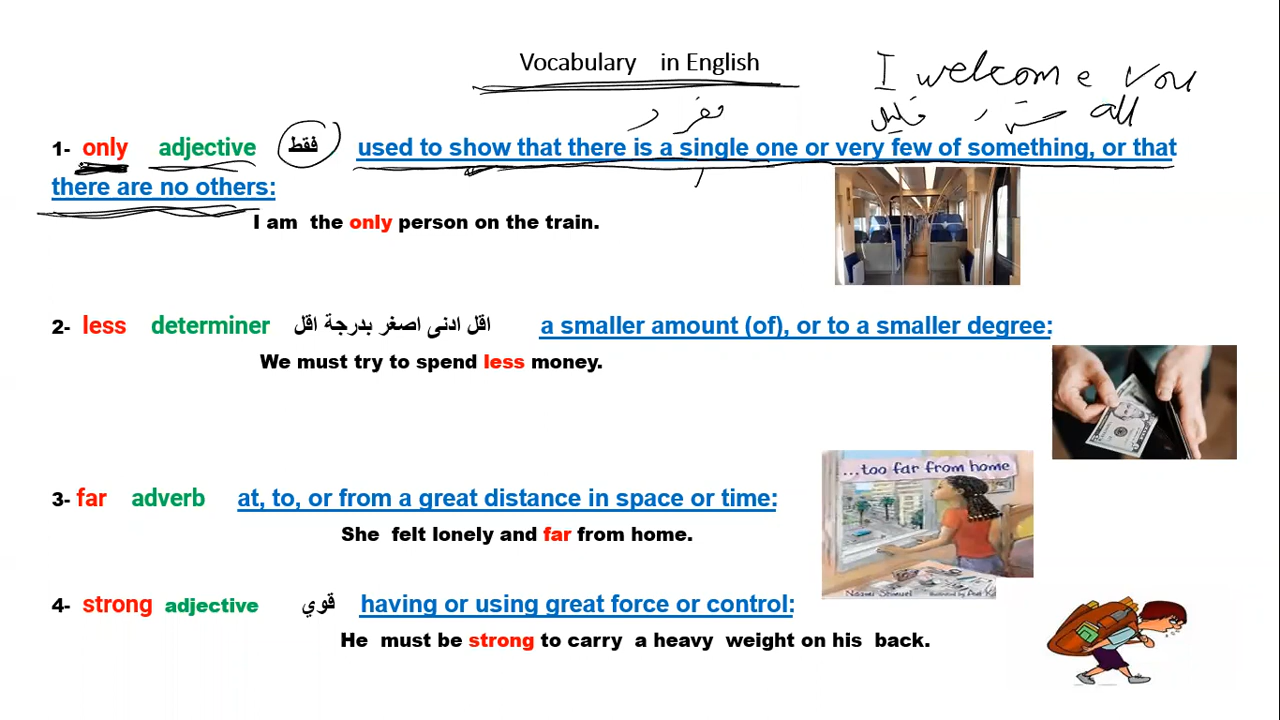 Vocabulary in English
I welcome you
all
مفرد
قليل
1- only adjective فقط used to show that there is a single one or very few of something, or that
there are no others:
I am the only person on the train.
2- less determiner اقل ادنى اصغر بدرجة اقل a smaller amount (of), or to a smaller degree:
We must try to spend less money.
...too far from home
3- far adverb at, to, or from a great distance in space or time:
She felt lonely and far from home.
4- strong adjective قوي having or using great force or control:
He must be strong to carry a heavy weight on his back.